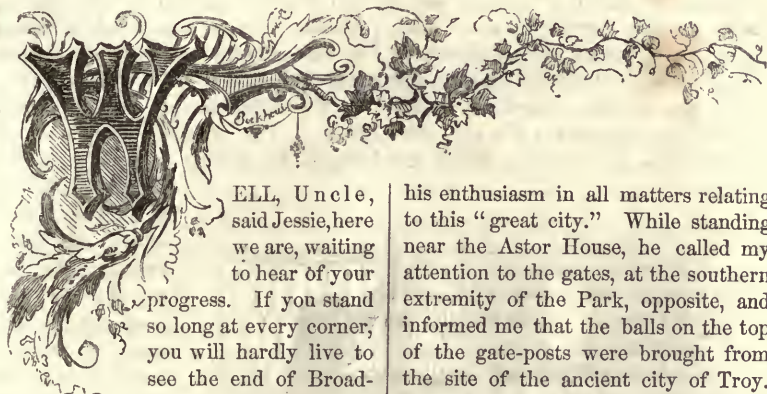 W
ELL, Uncle,
said Jessie, here
we are, waiting
to hear of your
progress. If you stand
so long at every corner,
you will hardly live to
see the end of Broad-
his enthusiasm in all matters relating
to this “great city.” While standing
near the Astor House, he called my
attention to the gates, at the southern
extremity of the Park, opposite, and
informed me that the balls on the top
of the gate-posts were brought from
the site of the ancient city of Troy.